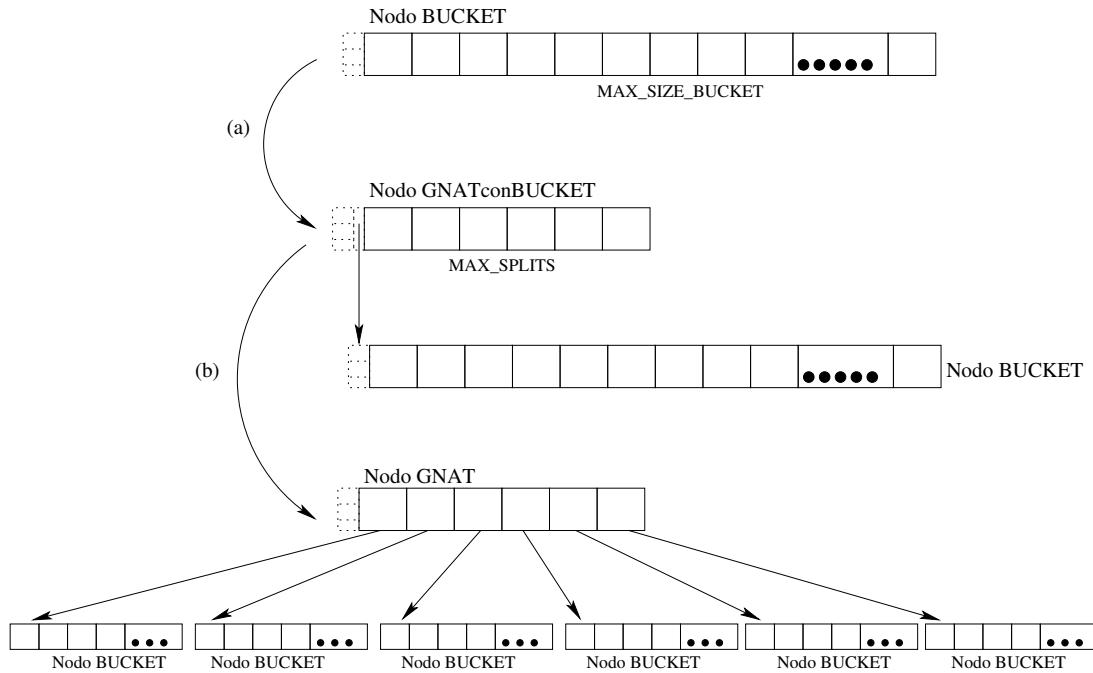 Nodo BUCKET
MAX_SIZE_BUCKET
(a)
Nodo GNATconBUCKET
MAX_SPLITS
(b)
Nodo BUCKET
Nodo GNAT
Nodo BUCKET
Nodo BUCKET
Nodo BUCKET
Nodo BUCKET
Nodo BUCKET
Nodo BUCKET